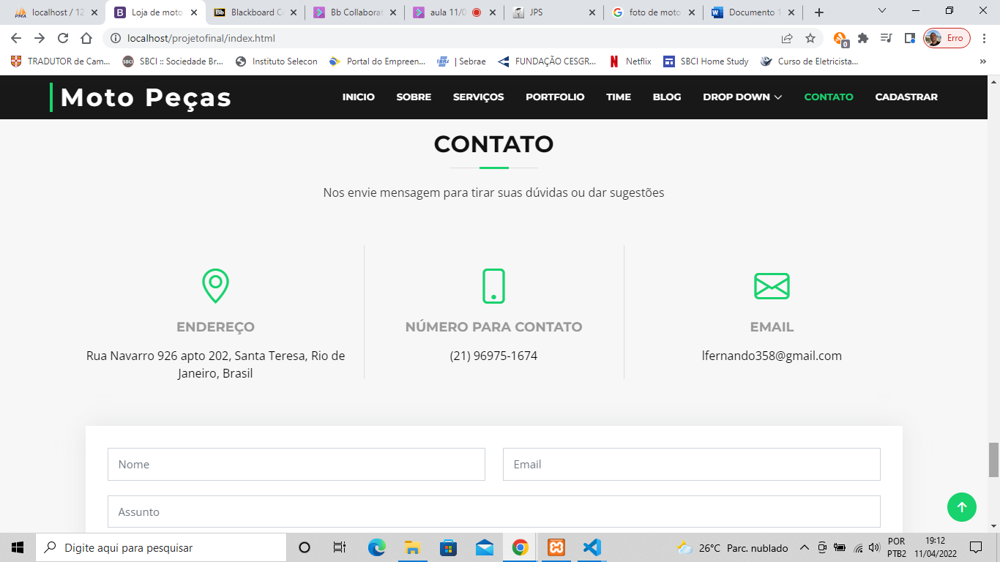 localhost / 12
Loja de moto
Blackboard C
Bb Collaborat
aula 11/0
JPS
foto de moto
Documento 1
localhost/projetofinal/index.html
Erro
0
TRADUTOR de Cam...
SBCI :: Sociedade Br...
Instituto Selecon
Portal do Empreen...
| Sebrae
FUNDAÇÃO CESGR...
Netflix
SBCI Home Study
Curso de Eletricista...
»
Moto Peças
INICIO SOBRE SERVIÇOS PORTFOLIO TIME BLOG DROP DOWN CONTATO CADASTRAR
CONTATO
Nos envie mensagem para tirar suas dúvidas ou dar sugestões
ENDEREÇO
Rua Navarro 926 apto 202, Santa Teresa, Rio de
Janeiro, Brasil
NÚMERO PARA CONTATO
(21) 96975-1674
EMAIL
lfernando358@gmail.com
Nome
Email
Assunto
Digite aqui para pesquisar
26°C Parc. nublado
POR
PTB2
19:12
11/04/2022